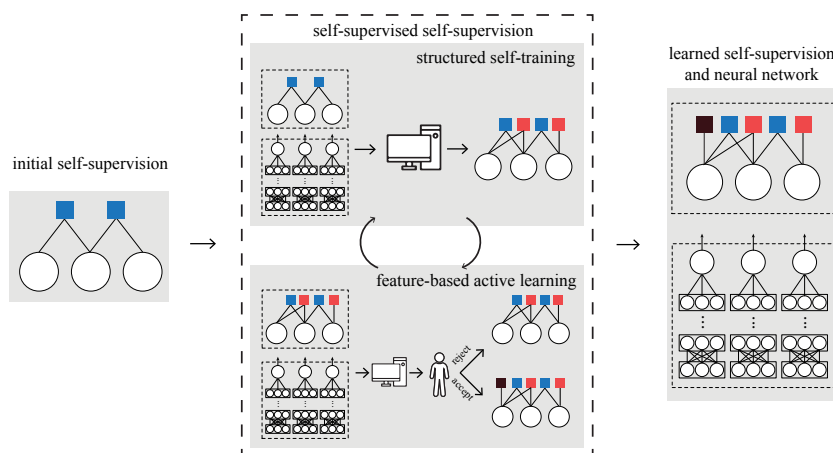 self-supervised self-supervision
structured self-training
learned self-supervision
and neural network
initial self-supervision
feature-based active learning
reject
accept